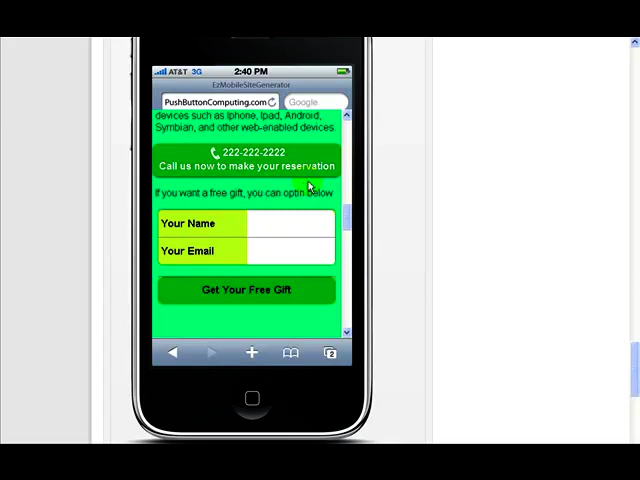 AT&T 3G 2:40 PM
EzMobileSiteGenerator
PushButtonComputing.com Google
devices such as Iphone, Ipad, Android,
Symbian, and other web-enabled devices.
222-222-2222
Call us now to make your reservation
If you want a free gift, you can optin below
Your Name
Your Email
Get Your Free Gift
2